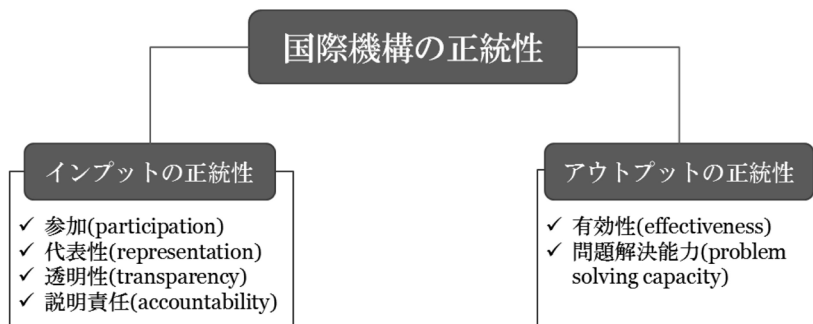 国際機構の正統性
インプットの正統性
✓ 参加(participation)
✓ 代表性(representation)
✓ 透明性(transparency)
✓ 説明責任(accountability)
アウトプットの正統性
✓ 有効性(effectiveness)
✓ 問題解決能力(problem
solving capacity)